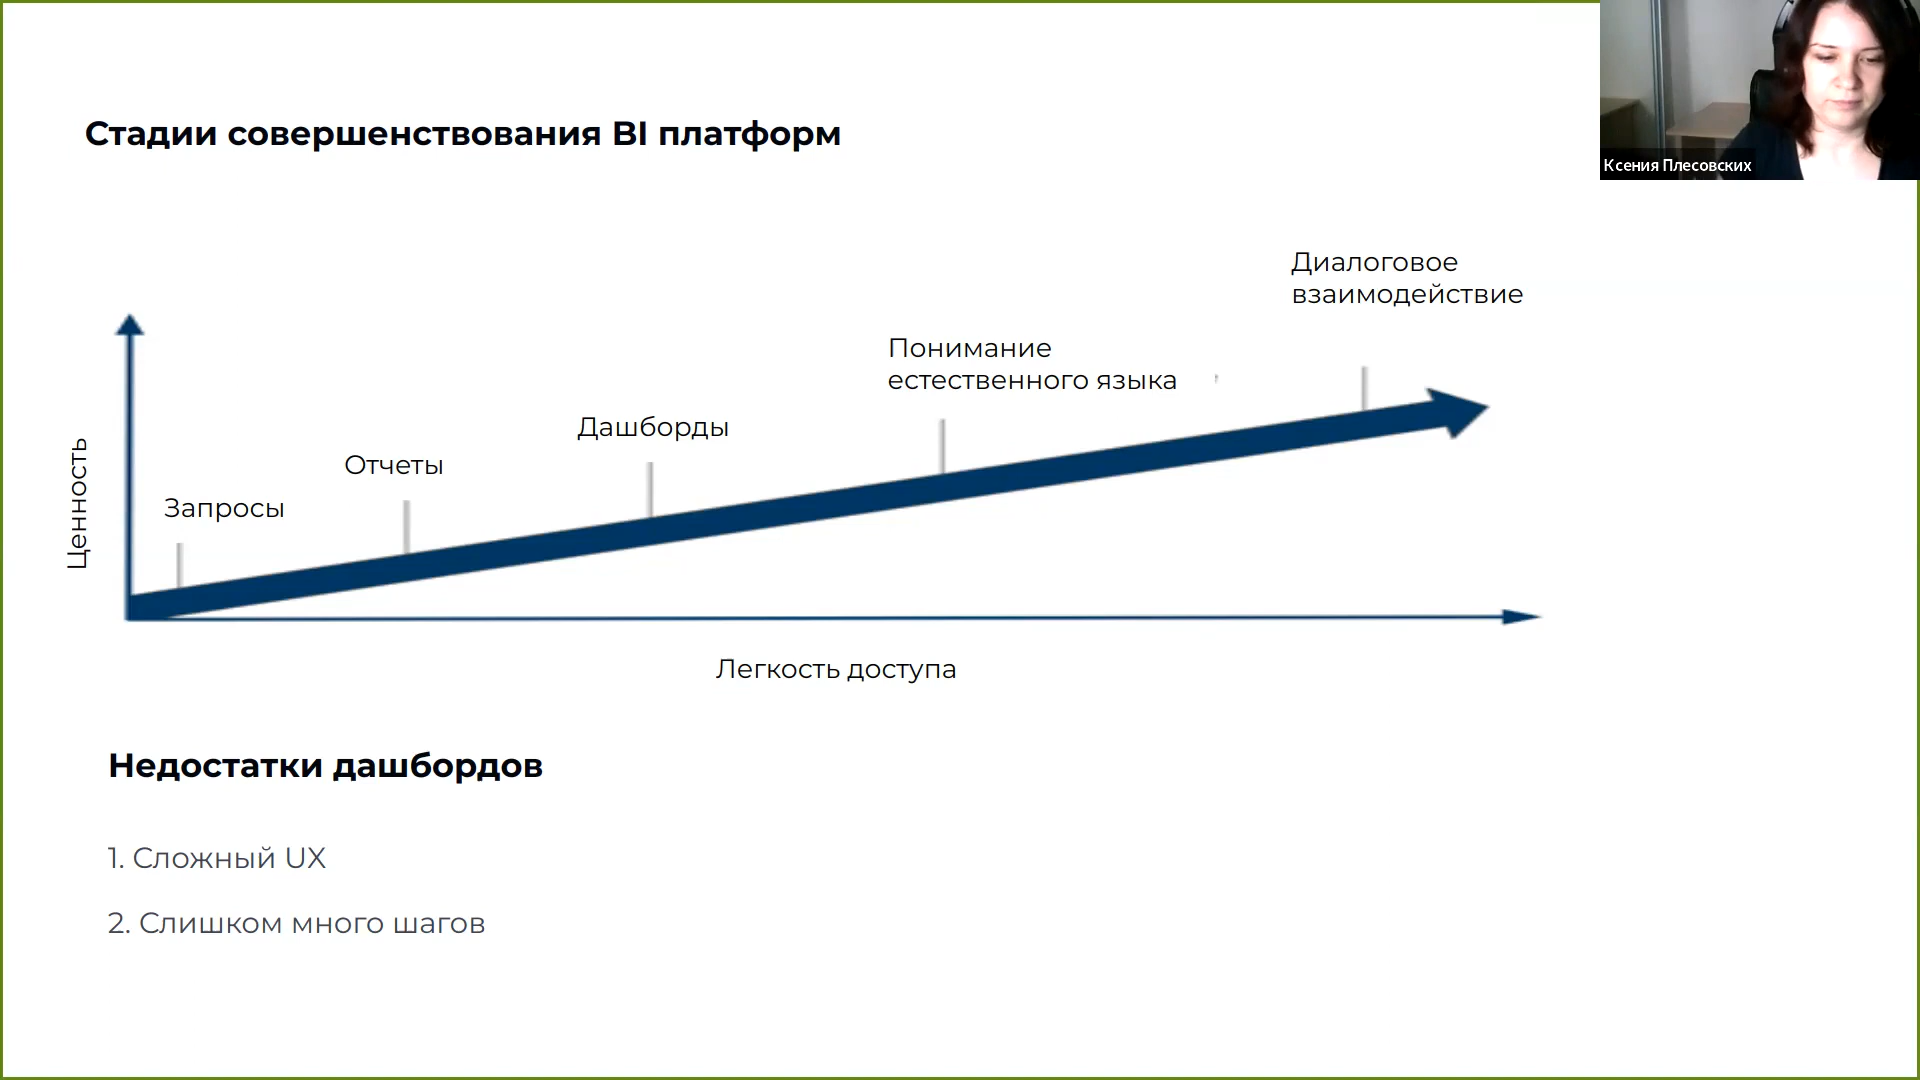 Ксения Плесовских
Стадии совершенствования BI платформ
Диалоговое
взаимодействие
Понимание
естественного языка
Дашборды
Отчеты
Запросы
Ценность
Легкость доступа
Недостатки дашбордов
1. Сложный UX
2. Слишком много шагов